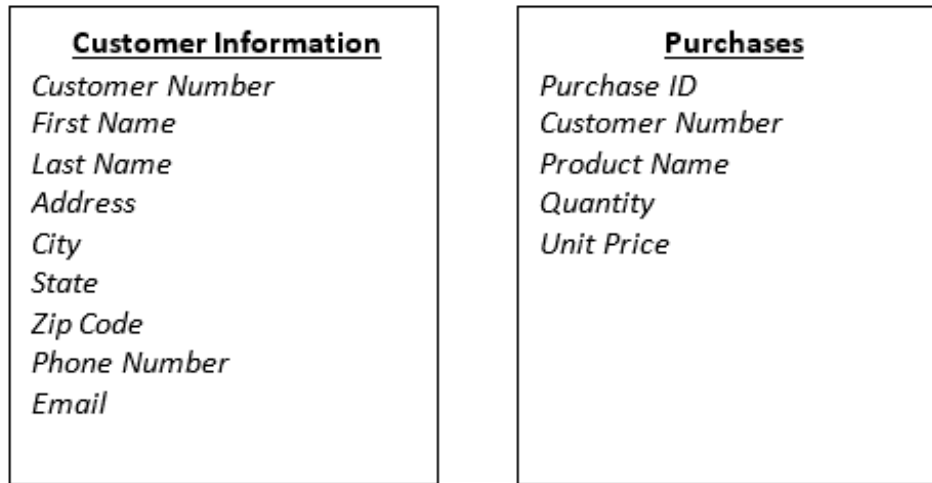 Customer Information
Customer Number
First Name
Last Name
Address
City
State
Zip Code
Phone Number
Email
Purchases
Purchase ID
Customer Number
Product Name
Quantity
Unit Price